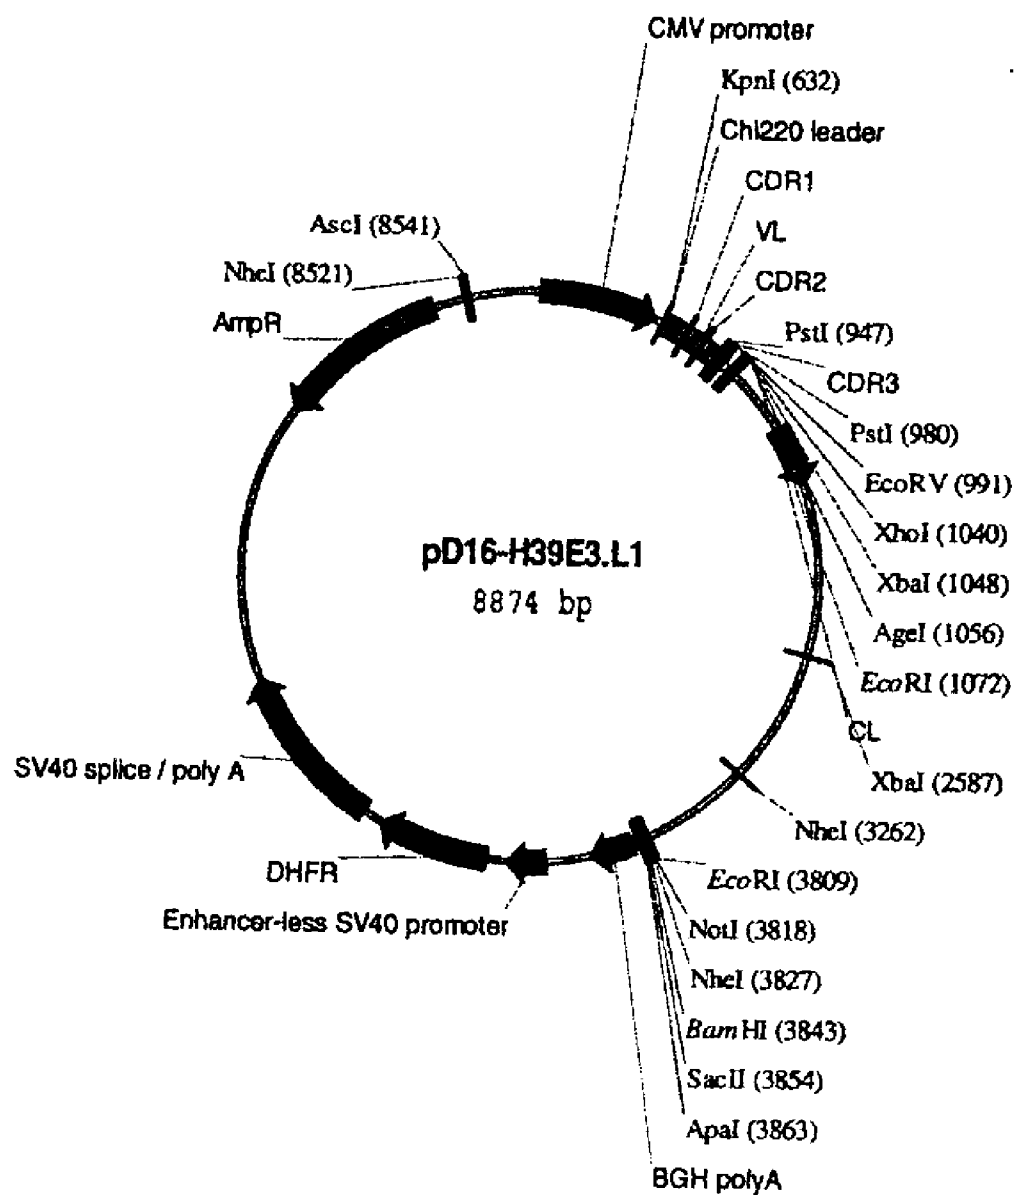 CMV promoter
KpnI (632)
Chl220 leader
CDR1
AscI (8541)
VL
NheI (8521)
CDR2
AmpR
PstI (947)
CDR3
PstI (980)
EcoRV (991)
XhoI (1040)
pD16-H39E3.L1
XbaI (1048)
8874 bp
AgeI (1056)
EcoRI (1072)
CL
SV40 splice / poly A
XbaI (2587)
NheI (3262)
DHFR
EcoRI (3809)
Enhancer-less SV40 promoter
NotI (3818)
NheI (3827)
BamHI (3843)
SacII (3854)
ApaI (3863)
BGH polyA